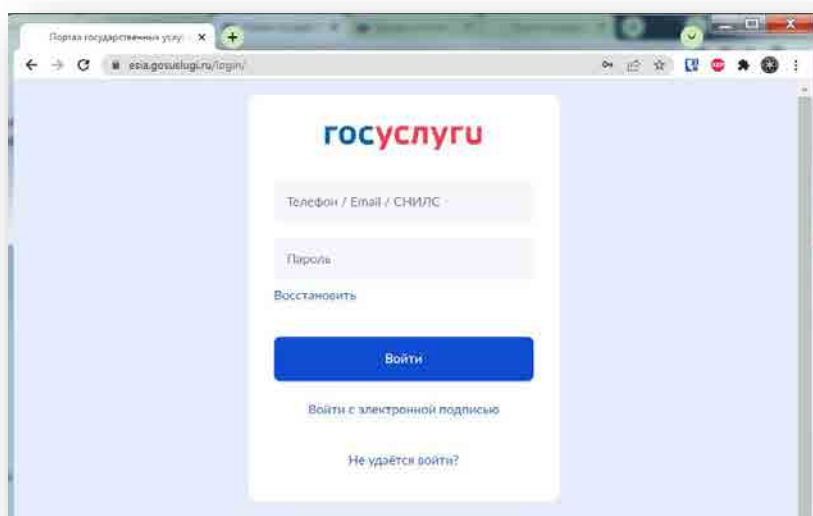 Портал государственных услуг
esia.gosuslugi.ru/login/
госуслуги
Телефон / Email / СНИЛС
Пароль
Восстановить
Войти
Войти с электронной подписью
Не удаётся войти?